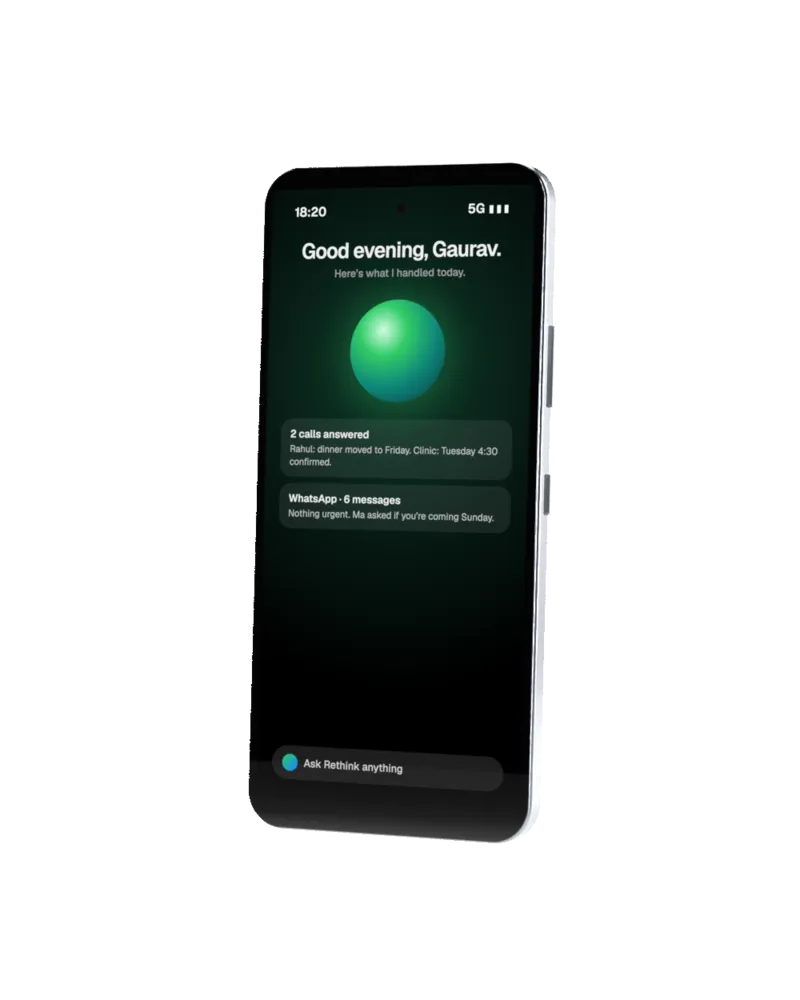 18:20
5G
Good evening, Gaurav.
Here's what I handled today.
2 calls answered
Rahul: dinner moved to Friday. Clinic: Tuesday 4:30
confirmed.
WhatsApp · 6 messages
Nothing urgent. Ma asked if you're coming Sunday.
Ask Rethink anything